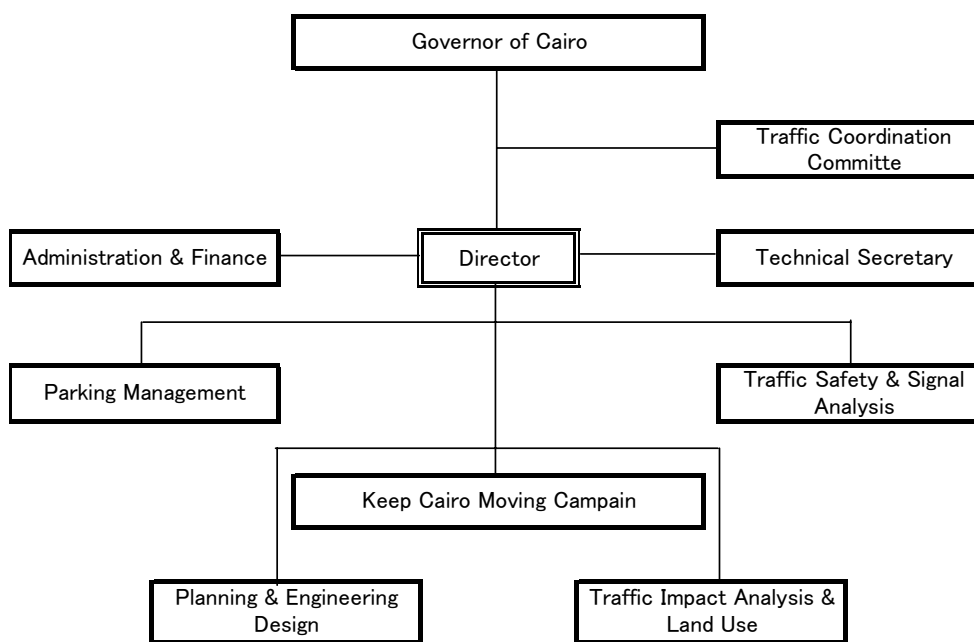 Governor of Cairo
Traffic Coordination
Committe
Administration & Finance
Director
Technical Secretary
Parking Management
Traffic Safety & Signal
Analysis
Keep Cairo Moving Campain
Planning & Engineering
Design
Traffic Impact Analysis &
Land Use